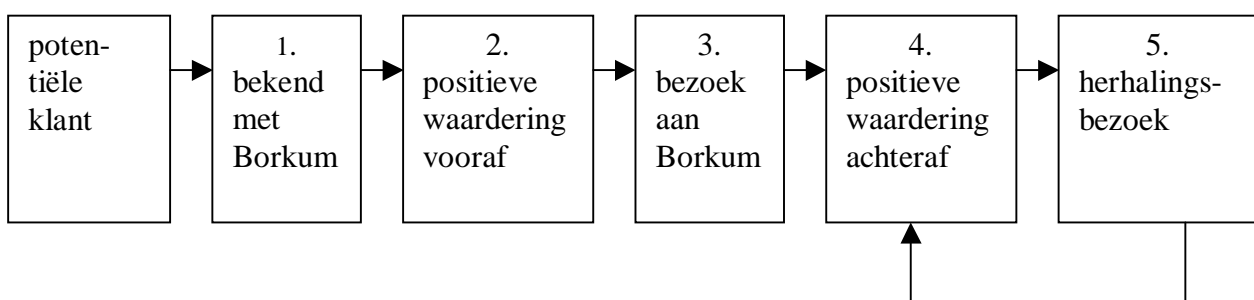 poten-
tiële
klant
1.
bekend
met
Borkum
2.
positieve
waardering
vooraf
3.
bezoek
aan
Borkum
4.
positieve
waardering
achteraf
5.
herhalings-
bezoek